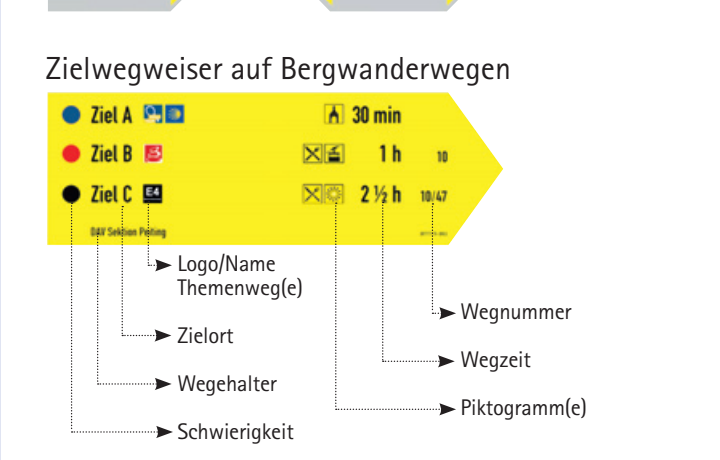 Zielwegweiser auf Bergwanderwegen
Ziel A 30 min
Ziel B 1 h 10
Ziel C E4 2 ½ h 10/47
DAV Sektion Peiting
Logo/Name
Themenweg(e)
Wegnummer
Zielort
Wegzeit
Wegehalter
Piktogramm(e)
Schwierigkeit